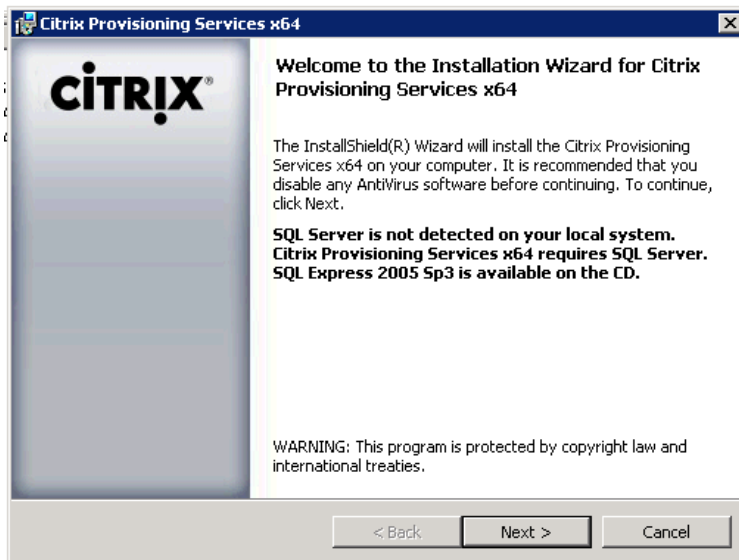 Citrix Provisioning Services x64
CİTRIX®
Welcome to the Installation Wizard for Citrix
Provisioning Services x64
The InstallShield(R) Wizard will install the Citrix Provisioning
Services x64 on your computer. It is recommended that you
disable any AntiVirus software before continuing. To continue,
click Next.
SQL Server is not detected on your local system.
Citrix Provisioning Services x64 requires SQL Server.
SQL Express 2005 Sp3 is available on the CD.
WARNING: This program is protected by copyright law and
international treaties.
< Back
Next >
Cancel